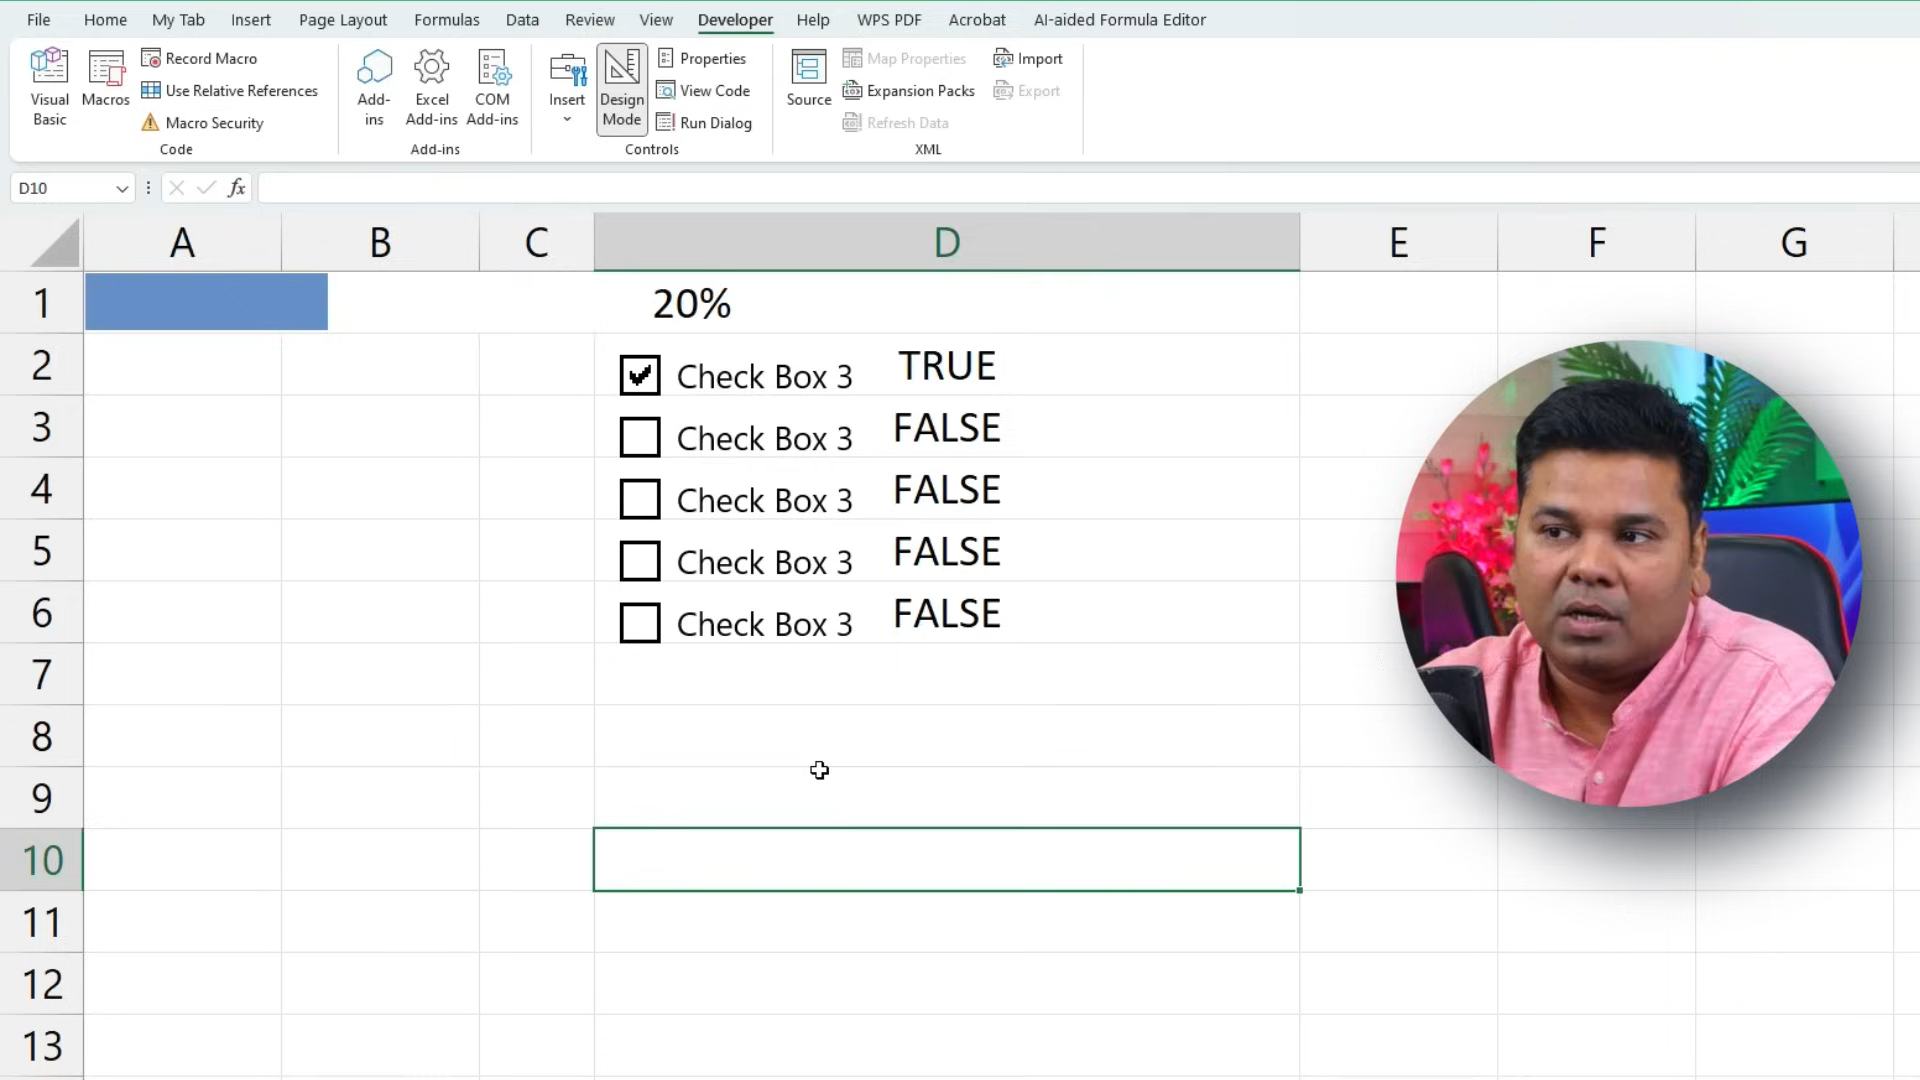 File Home My Tab Insert Page Layout Formulas Data Review View Developer Help WPS PDF Acrobat AI-aided Formula Editor
Visual Basic
Macros
Record Macro
Use Relative References
Macro Security
Code
Add-ins
Excel Add-ins
COM Add-ins
Add-ins
Insert
Design Mode
Properties
View Code
Run Dialog
Controls
Source
Map Properties
Expansion Packs
Refresh Data
Import
Export
XML
D10 fx
A B C D E F G
1 20%
2 Check Box 3 TRUE
3 Check Box 3 FALSE
4 Check Box 3 FALSE
5 Check Box 3 FALSE
6 Check Box 3 FALSE
7
8
9
10
11
12
13